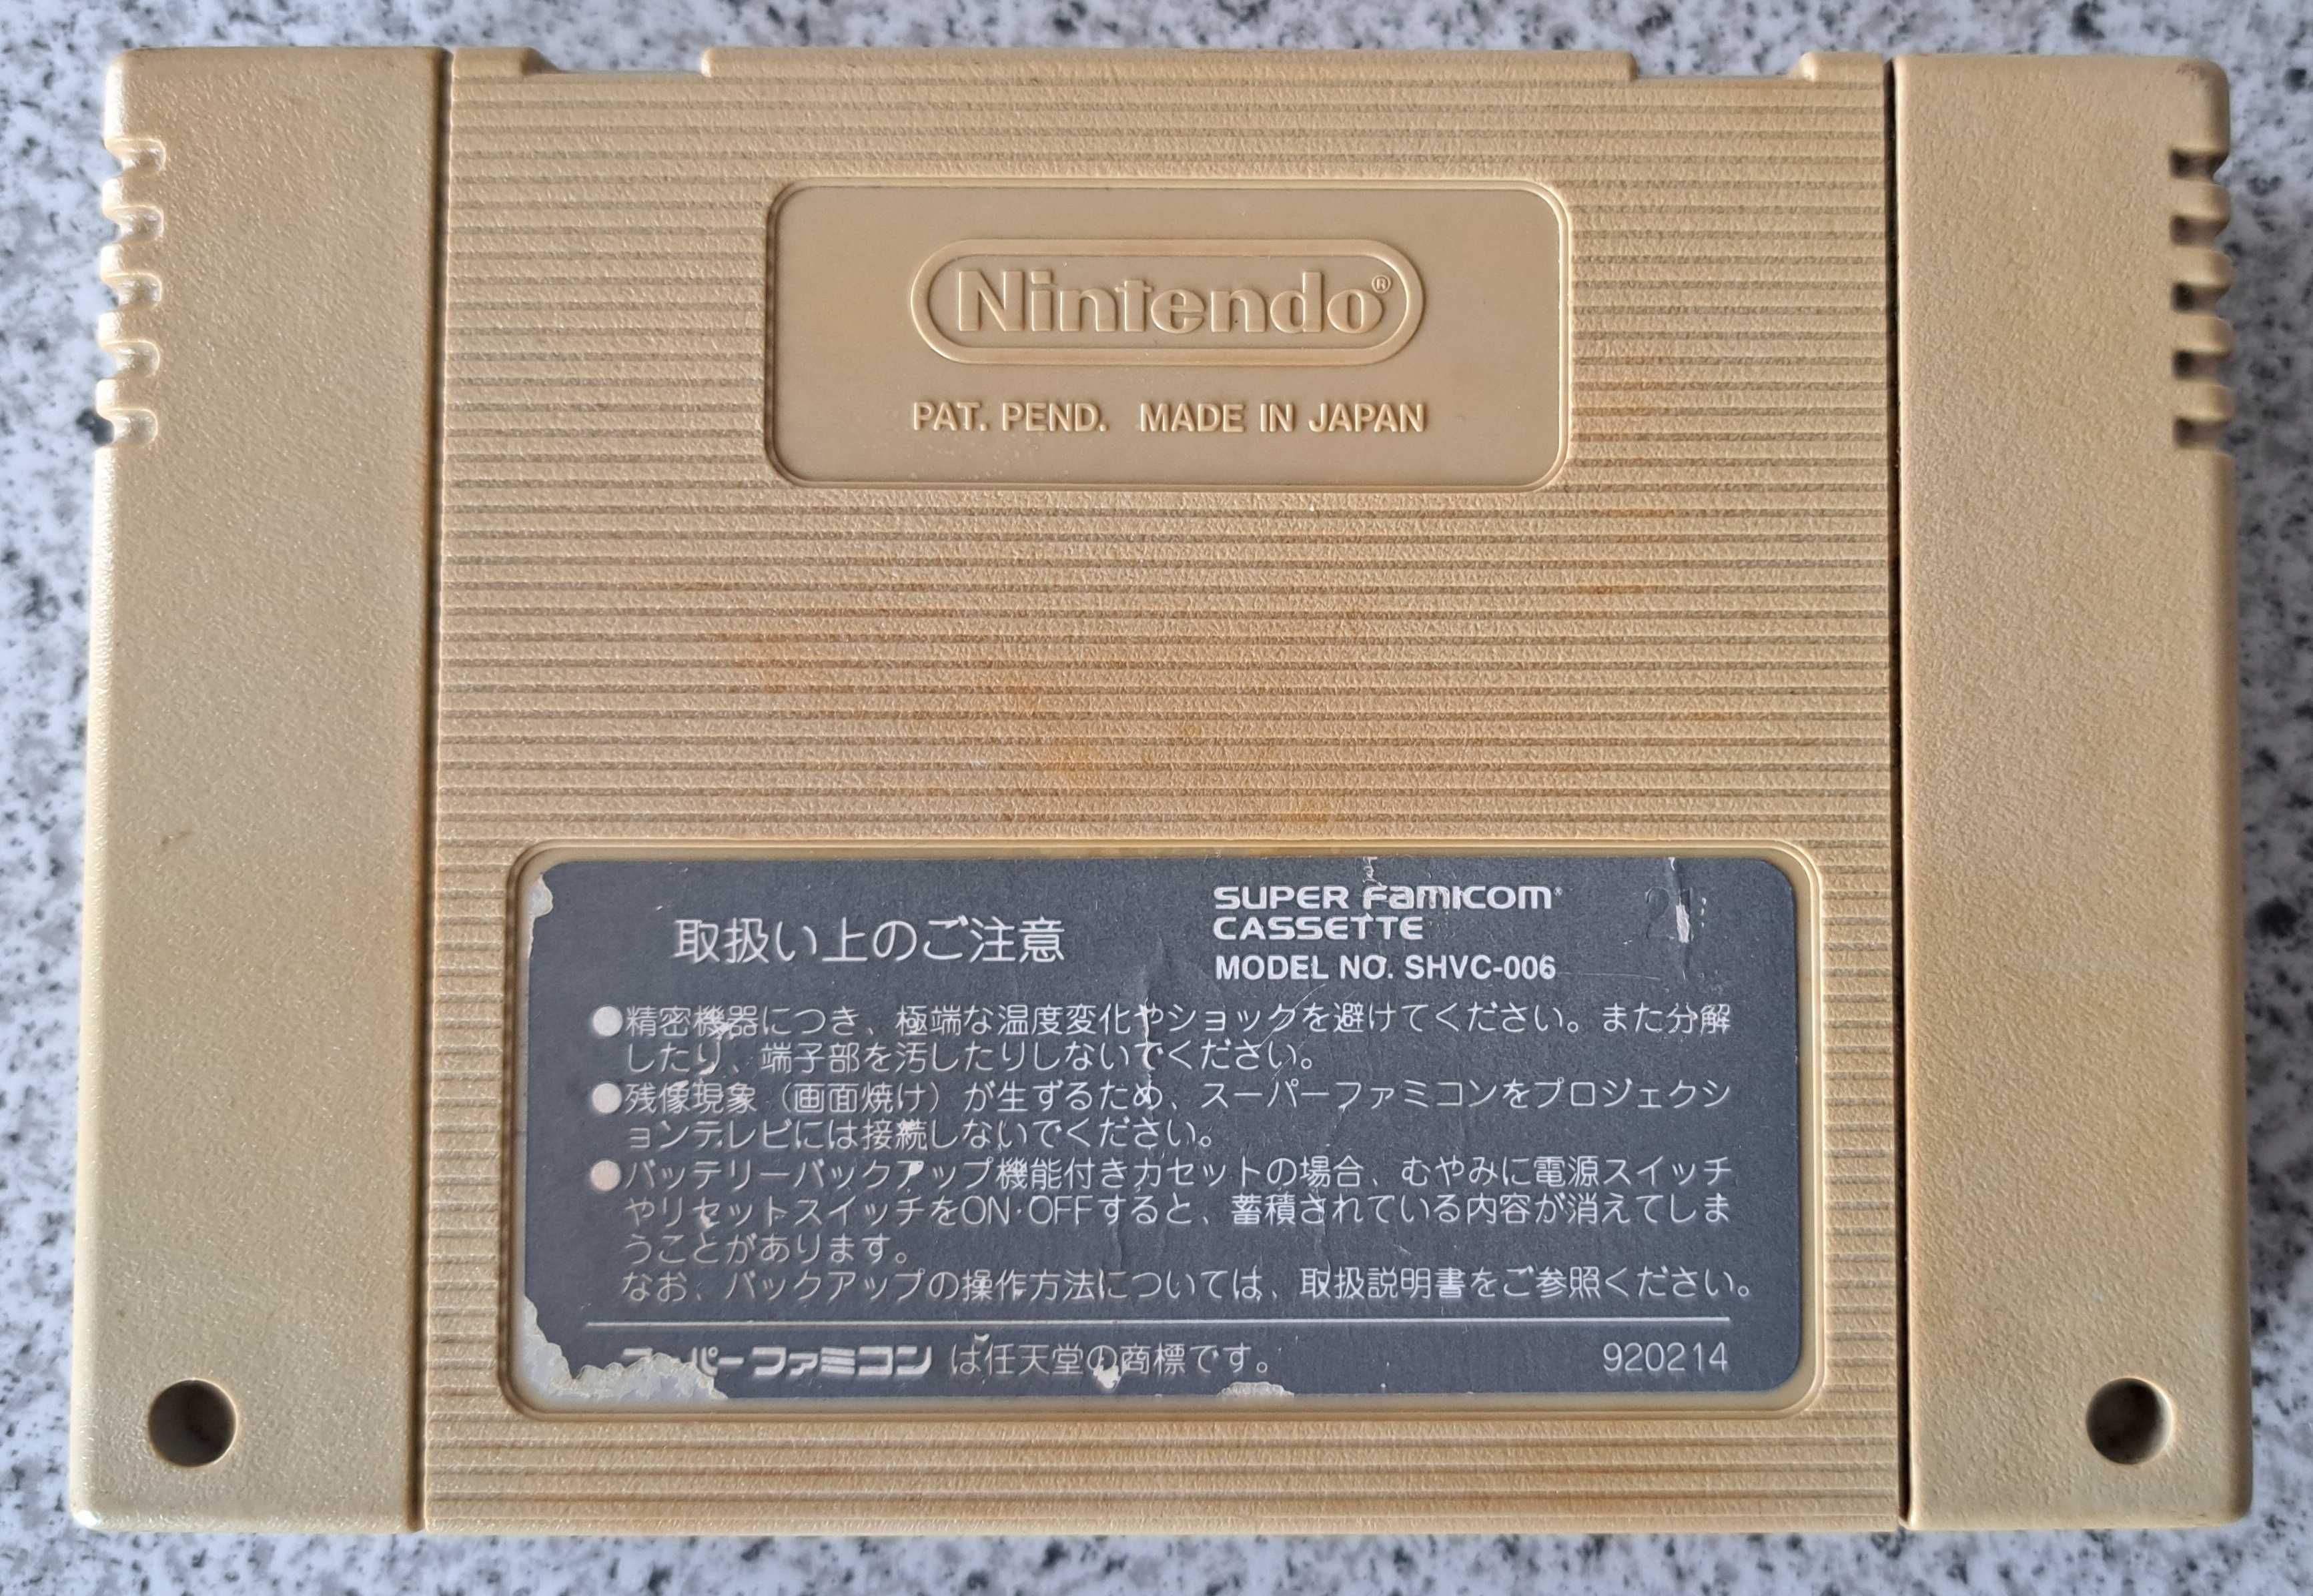 Nintendo®
PAT. PEND. MADE IN JAPAN
取扱い上のご注意
SUPER FAMICOM®
CASSETTE
MODEL NO. SHVC-006
21
●精密機器につき、極端な温度変化やショックを避けてください。また分解
したり、端子部を汚したりしないでください。
●残像現象（画面焼け）が生ずるため、スーパーファミコンをプロジェクシ
ョンテレビには接続しないでください。
●バッテリーバックアップ機能付きカセットの場合、むやみに電源スイッチ
やリセットスイッチをON·OFFすると、蓄積されている内容が消えてしま
うことがあります。
なお、バックアップの操作方法については、取扱説明書をご参照ください。
スーパーファミコン は任天堂の商標です。
920214